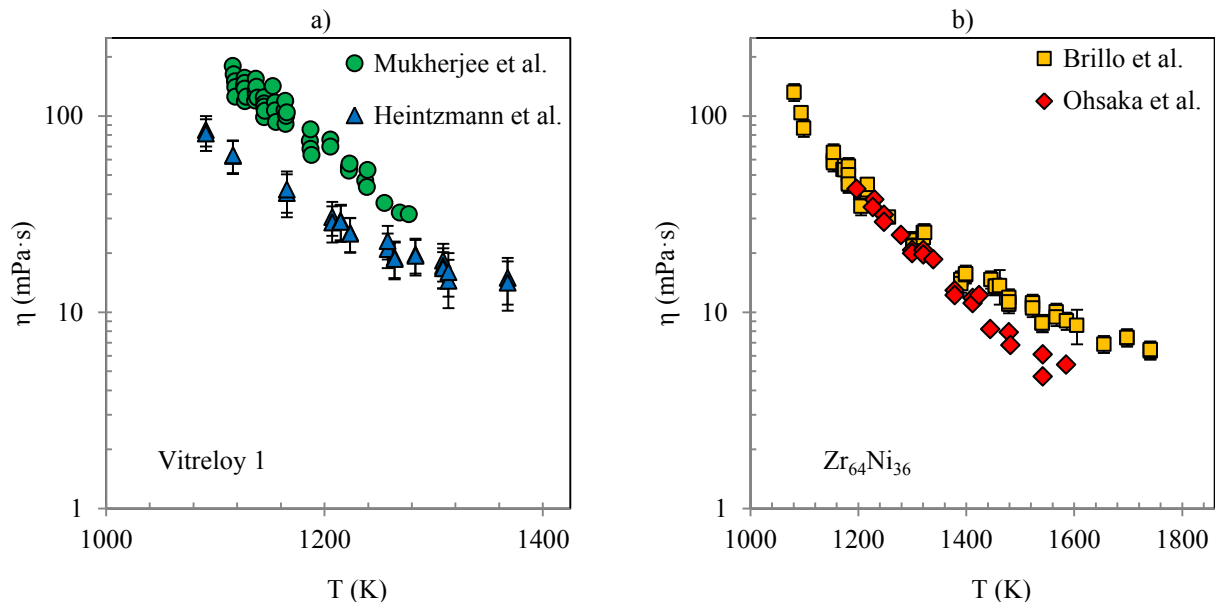 a)
Mukherjee et al.
Heintzmann et al.
100
10
1
η (mPa·s)
Vitreloy 1
1000
1200
1400
T (K)
b)
Brillo et al.
Ohsaka et al.
100
10
1
η (mPa·s)
Zr₆₄Ni₃₆
1000
1200
1400
1600
1800
T (K)